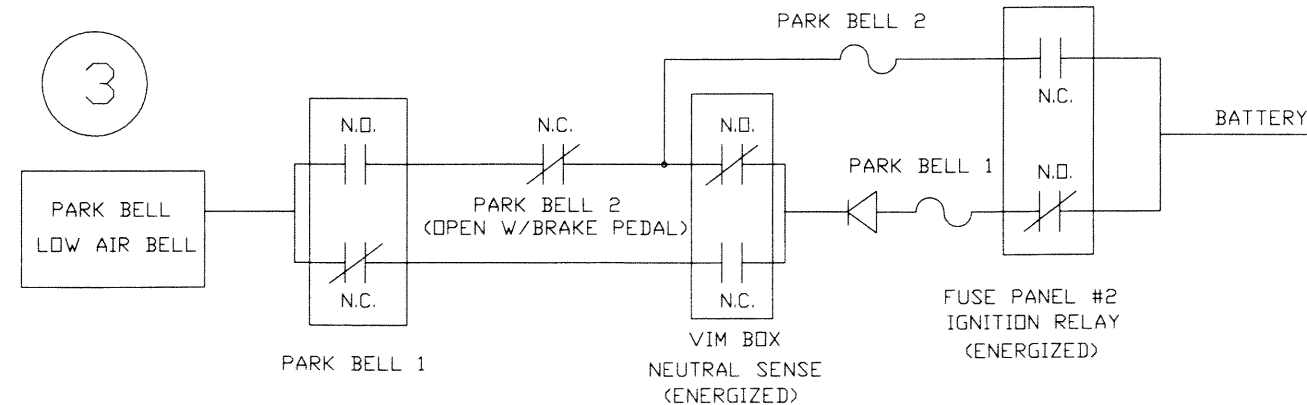 3
PARK BELL 2
N.C.
BATTERY
N.O.
N.C.
N.O.
PARK BELL 1
N.O.
PARK BELL
LOW AIR BELL
PARK BELL 2
(OPEN W/BRAKE PEDAL)
N.C.
N.C.
FUSE PANEL #2
IGNITION RELAY
(ENERGIZED)
PARK BELL 1
VIM BOX
NEUTRAL SENSE
(ENERGIZED)